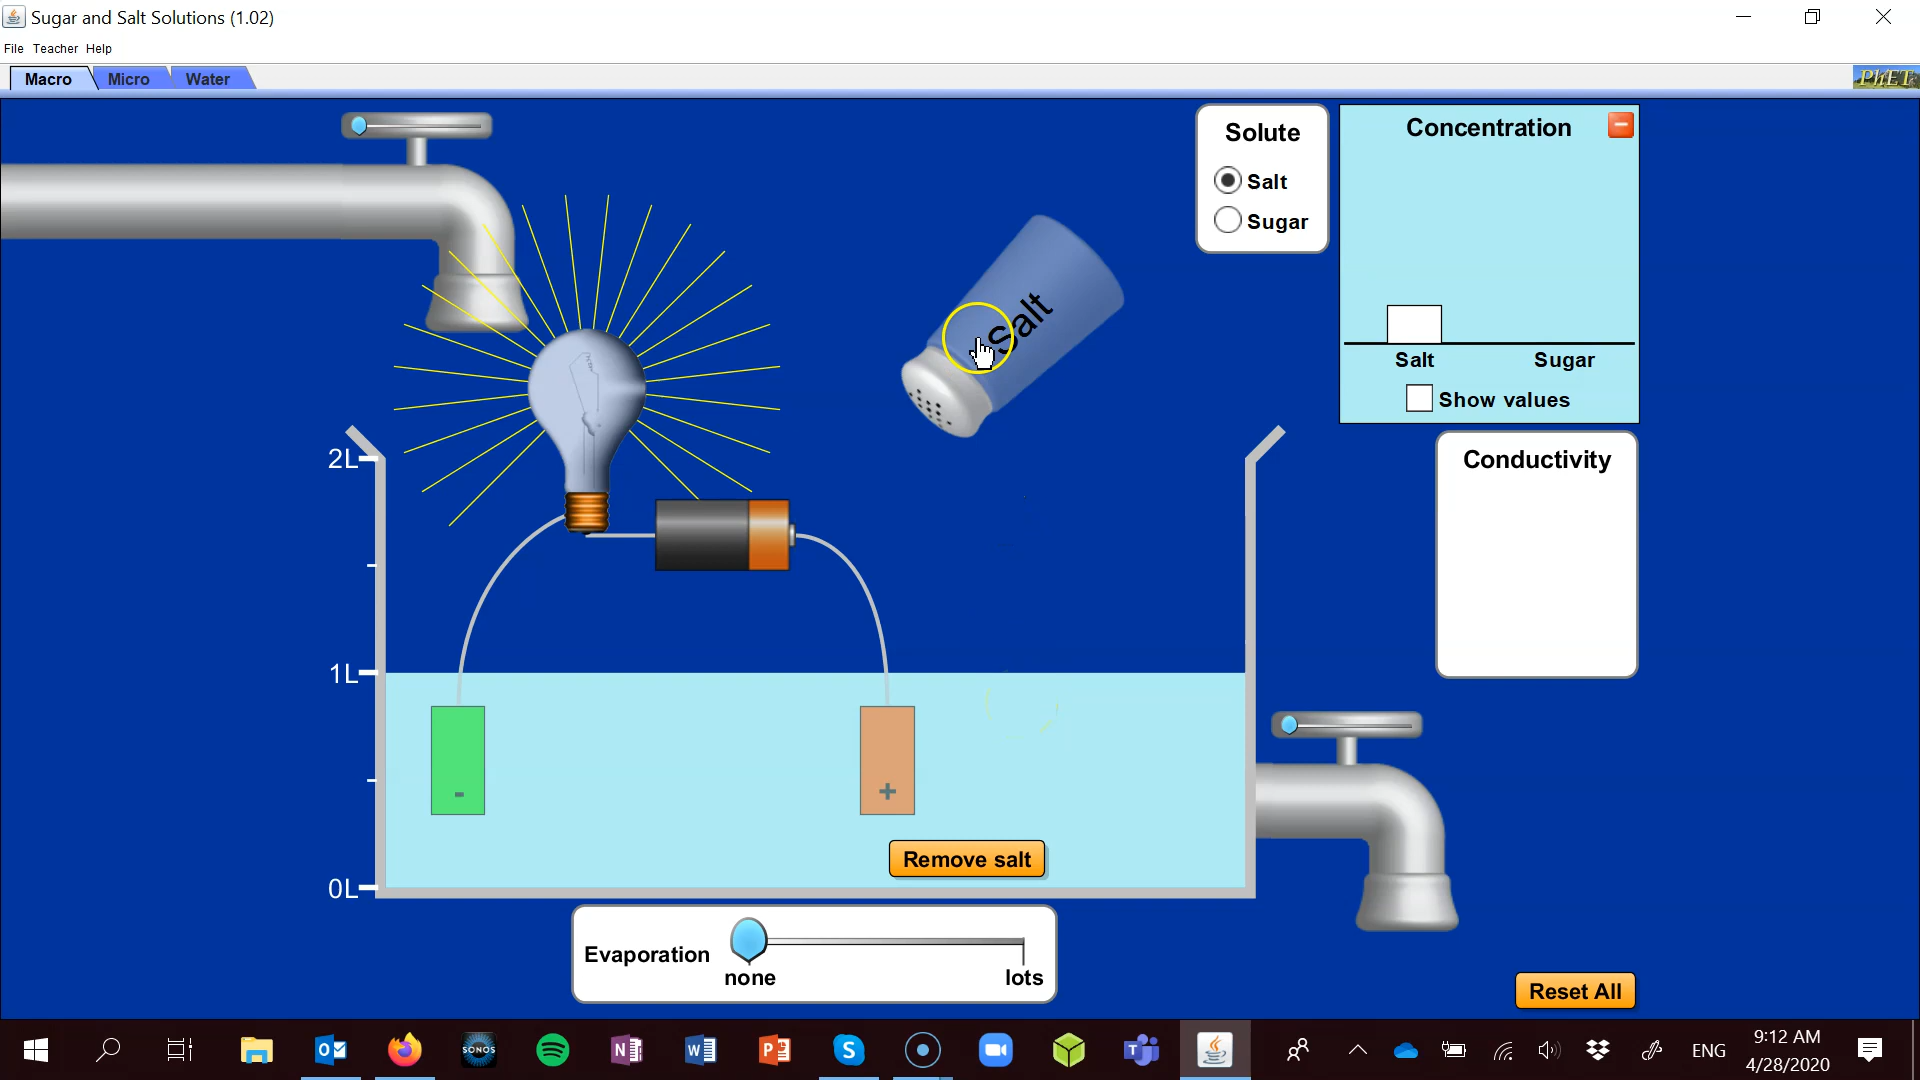 Sugar and Salt Solutions (1.02)
File Teacher Help
Macro Micro Water
PhET
Solute
Salt
Sugar
Concentration
Salt Sugar
Show values
Salt
Conductivity
2L
1L
0L
-
+
Remove salt
Evaporation
none lots
Reset All
SONOS
ENG
9:12 AM
4/28/2020